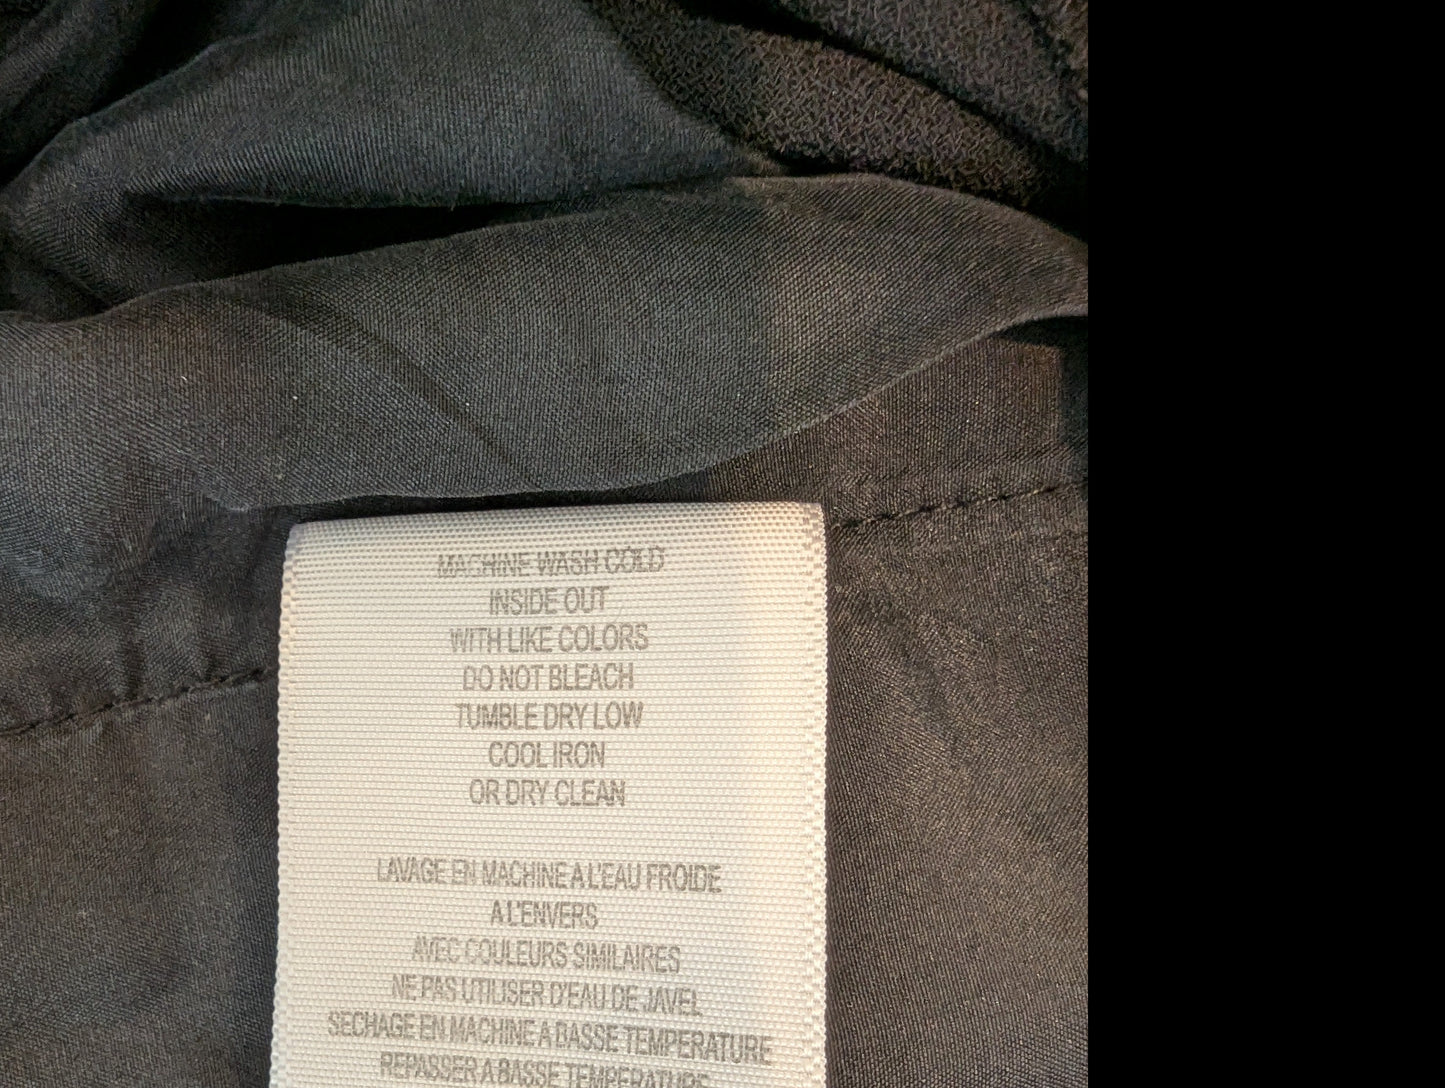 MACHINE WASH COLD
INSIDE OUT
WITH LIKE COLORS
DO NOT BLEACH
TUMBLE DRY LOW
COOL IRON
OR DRY CLEAN
LAVAGE EN MACHINE A L'EAU FROIDE
A L'ENVERS
AVEC COULEURS SIMILAIRES
NE PAS UTILISER D'EAU DE JAVEL
SECHAGE EN MACHINE A BASSE TEMPERATURE
REPASSER A BASSE TEMPERATURE